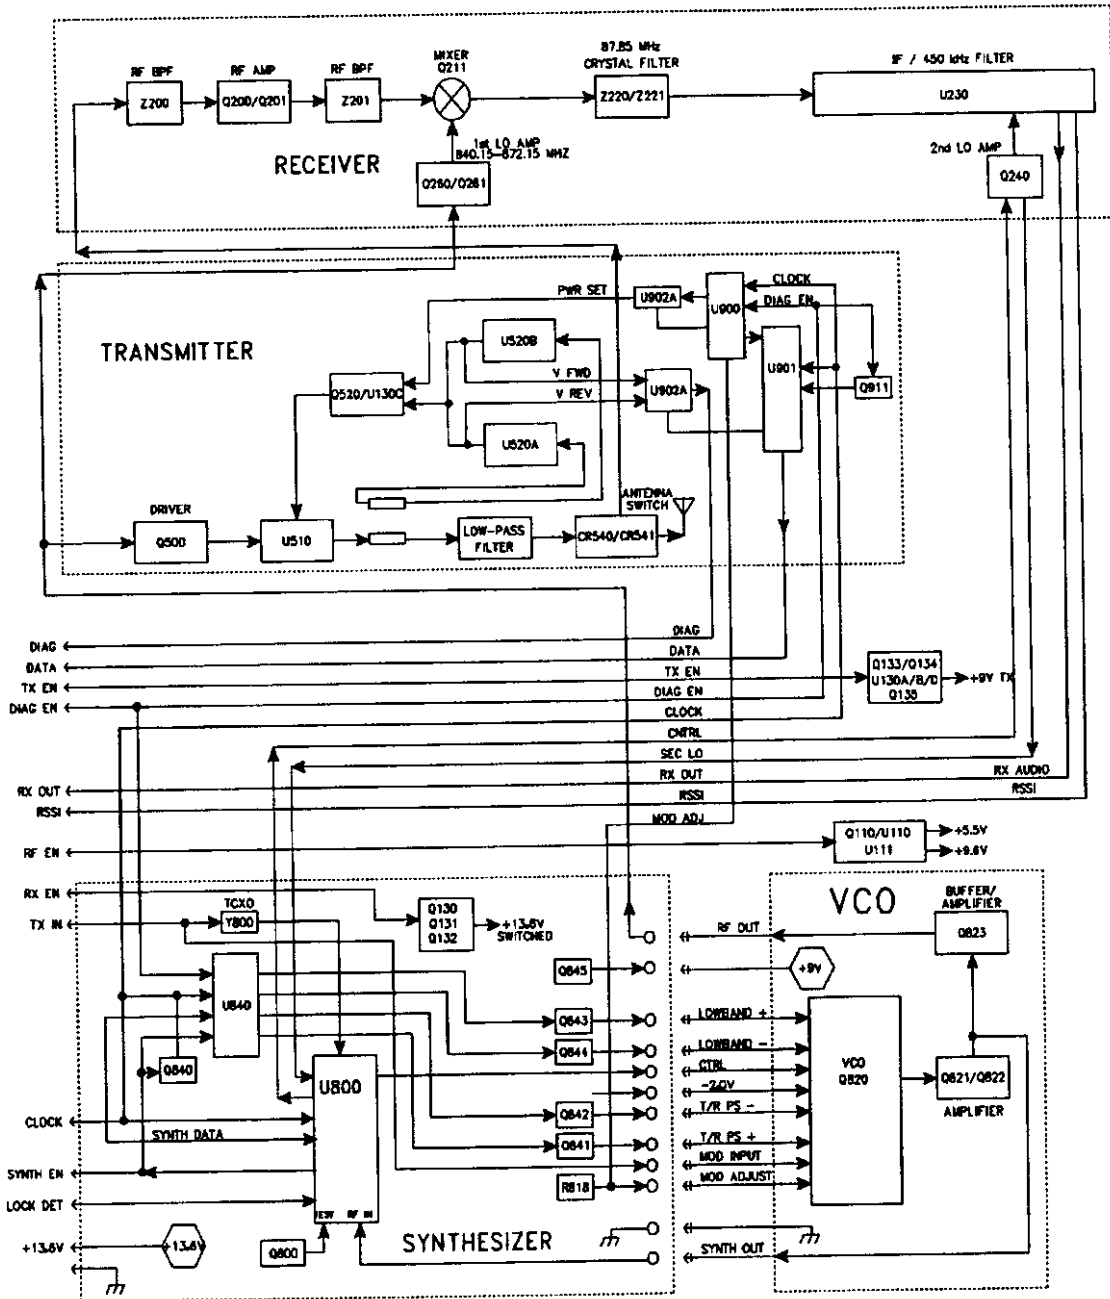 87.85 MHz
CRYSTAL FILTER
IF / 450 kHz FILTER
RF BPF
RF AMP
RF BPF
MIXER
Q211
Z200
Q200/Q201
Z201
Z220/Z221
U230
1st LO AMP
840.15-872.15 MHZ
2nd LO AMP
RECEIVER
Q260/Q261
Q240
PWR SET
U902A
U900
CLOCK
DIAG EN
TRANSMITTER
U520B
U901
V FWD
V REV
Q520/U130C
U902A
Q911
U520A
DRIVER
ANTENNA
SWITCH
Q500
U510
LOW-PASS
FILTER
CR540/CR541
DIAG
DIAG
DATA
DATA
TX EN
TX EN
Q133/Q134
U130A/B/D
Q135
+9V TX
DIAG EN
DIAG EN
CLOCK
CNTRL
SEC LO
RX OUT
RX OUT
RX AUDIO
RSSI
RSSI
RSSI
MOD ADJ
RF EN
Q110/U110
U111
+5.5V
+9.6V
RX EN
TX IN
TCXO
Y800
Q130
Q131
Q132
+13.6V
SWITCHED
VCO
BUFFER/
AMPLIFIER
RF OUT
Q823
Q845
+9V
U840
Q843
LOWBAND +
Q844
LOWBAND -
Q840
U800
CTRL
VCO
Q820
Q821/Q822
AMPLIFIER
-2.0V
CLOCK
Q842
T/R PS -
SYNTH DATA
Q841
T/R PS +
SYNTH EN
MOD INPUT
R818
MOD ADJUST
LOCK DET
TEST
RF IN
+13.6V
+13.6V
Q800
SYNTHESIZER
SYNTH OUT